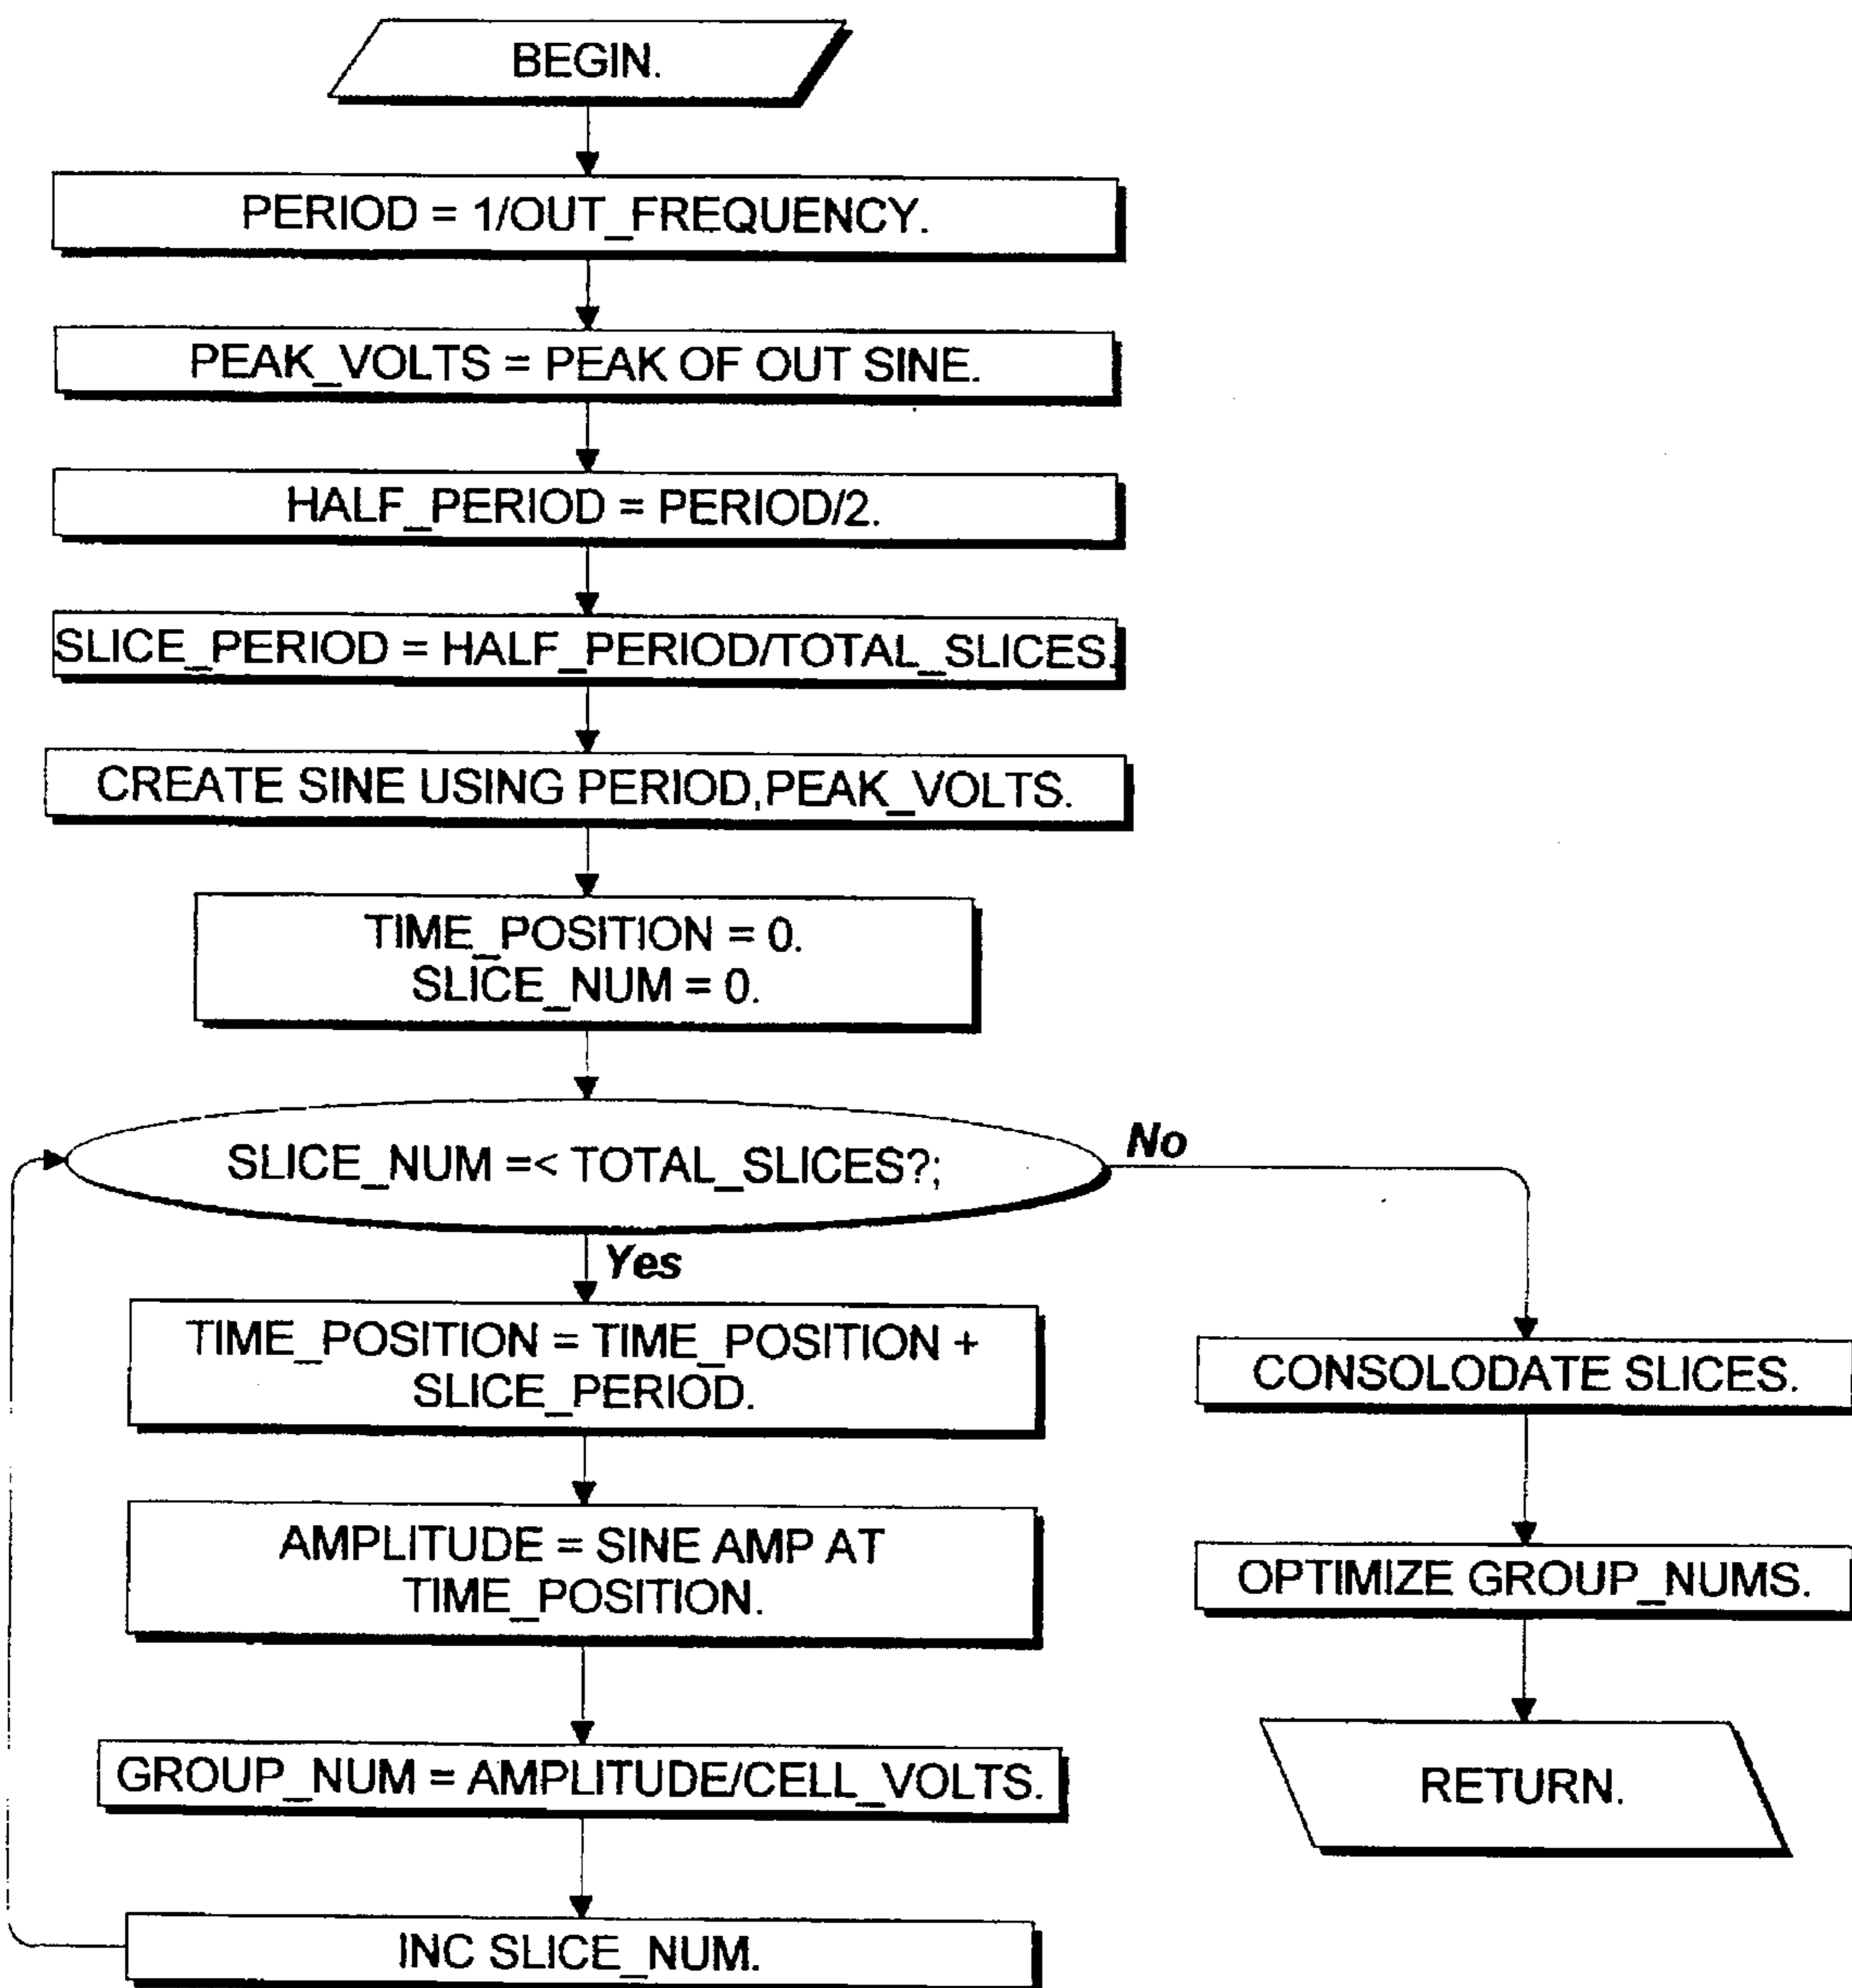 BEGIN.
PERIOD = 1/OUT_FREQUENCY.
PEAK_VOLTS = PEAK OF OUT SINE.
HALF_PERIOD = PERIOD/2.
SLICE_PERIOD = HALF_PERIOD/TOTAL_SLICES.
CREATE SINE USING PERIOD,PEAK_VOLTS.
TIME_POSITION = 0.
SLICE_NUM = 0.
SLICE_NUM =< TOTAL_SLICES?;
No
Yes
TIME_POSITION = TIME_POSITION +
SLICE_PERIOD.
AMPLITUDE = SINE AMP AT
TIME_POSITION.
GROUP_NUM = AMPLITUDE/CELL_VOLTS.
INC SLICE_NUM.
CONSOLODATE SLICES.
OPTIMIZE GROUP_NUMS.
RETURN.